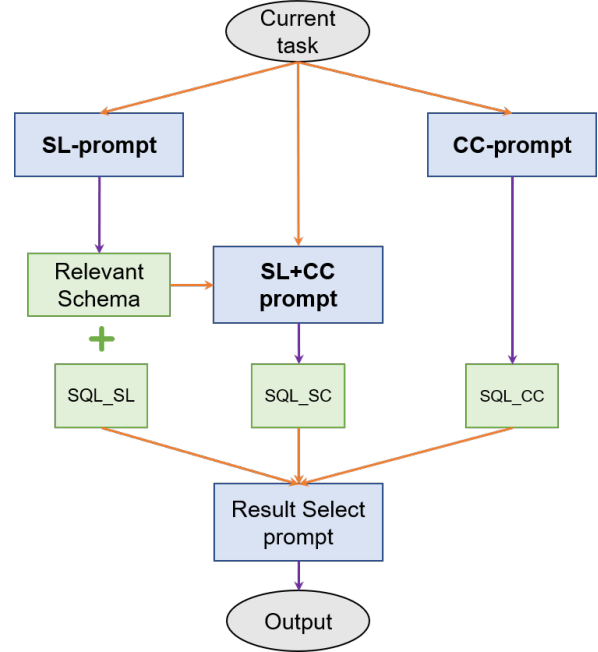 Current
task
SL-prompt
CC-prompt
Relevant
Schema
SL+CC
prompt
SQL_SL
SQL_SC
SQL_CC
Result Select
prompt
Output